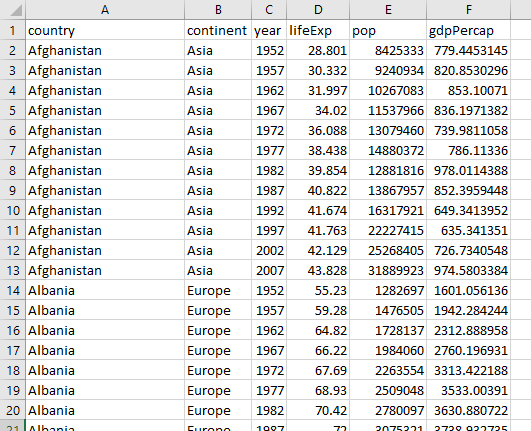 A B C D E F
1 country continent year lifeExp pop gdpPercap
2 Afghanistan Asia 1952 28.801 8425333 779.4453145
3 Afghanistan Asia 1957 30.332 9240934 820.8530296
4 Afghanistan Asia 1962 31.997 10267083 853.10071
5 Afghanistan Asia 1967 34.02 11537966 836.1971382
6 Afghanistan Asia 1972 36.088 13079460 739.9811058
7 Afghanistan Asia 1977 38.438 14880372 786.11336
8 Afghanistan Asia 1982 39.854 12881816 978.0114388
9 Afghanistan Asia 1987 40.822 13867957 852.3959448
10 Afghanistan Asia 1992 41.674 16317921 649.3413952
11 Afghanistan Asia 1997 41.763 22227415 635.341351
12 Afghanistan Asia 2002 42.129 25268405 726.7340548
13 Afghanistan Asia 2007 43.828 31889923 974.5803384
14 Albania Europe 1952 55.23 1282697 1601.056136
15 Albania Europe 1957 59.28 1476505 1942.284244
16 Albania Europe 1962 64.82 1728137 2312.888958
17 Albania Europe 1967 66.22 1984060 2760.196931
18 Albania Europe 1972 67.69 2263554 3313.422188
19 Albania Europe 1977 68.93 2509048 3533.00391
20 Albania Europe 1982 70.42 2780097 3630.880722
21 Albania Europe 1987 72 3075321 3738.932735